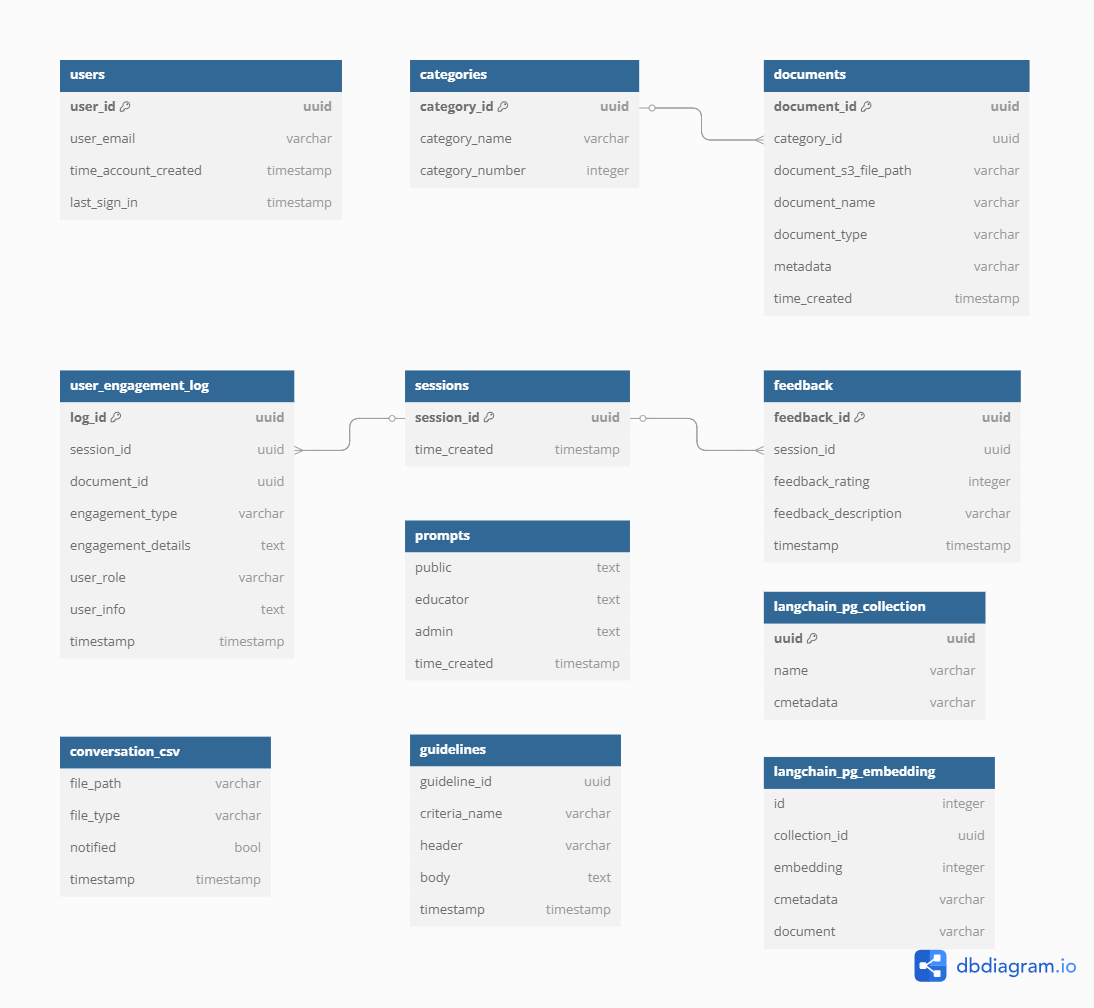 users
user_id uuid
user_email varchar
time_account_created timestamp
last_sign_in timestamp
categories
category_id uuid
category_name varchar
category_number integer
documents
document_id uuid
category_id uuid
document_s3_file_path varchar
document_name varchar
document_type varchar
metadata varchar
time_created timestamp
user_engagement_log
log_id uuid
session_id uuid
document_id uuid
engagement_type varchar
engagement_details text
user_role varchar
user_info text
timestamp timestamp
sessions
session_id uuid
time_created timestamp
feedback
feedback_id uuid
session_id uuid
feedback_rating integer
feedback_description varchar
timestamp timestamp
prompts
public text
educator text
admin text
time_created timestamp
langchain_pg_collection
uuid uuid
name varchar
cmetadata varchar
conversation_csv
file_path varchar
file_type varchar
notified bool
timestamp timestamp
guidelines
guideline_id uuid
criteria_name varchar
header varchar
body text
timestamp timestamp
langchain_pg_embedding
id integer
collection_id uuid
embedding integer
cmetadata varchar
document varchar
dbdiagram.io